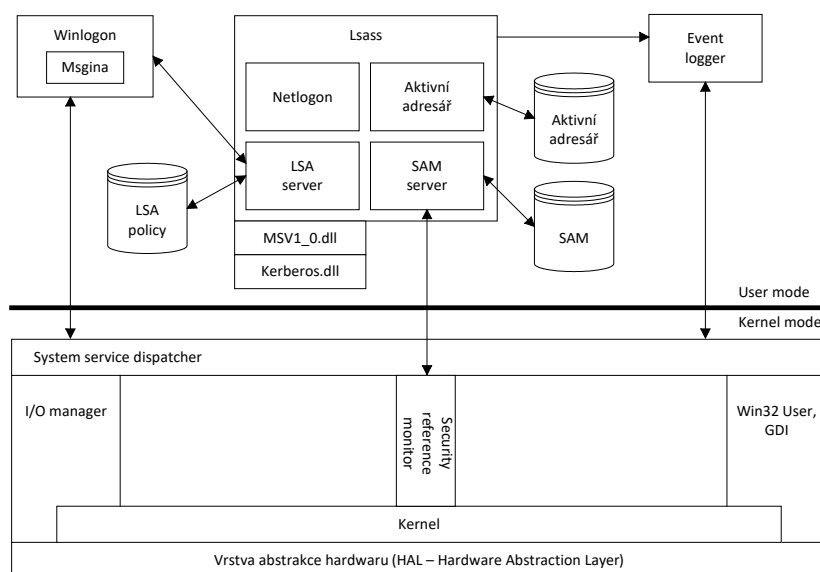 Winlogon
Msgina
Lsass
Event
logger
Netlogon
Aktivní
adresář
Aktivní
adresář
LSA
server
SAM
server
LSA
policy
SAM
MSV1_0.dll
Kerberos.dll
User mode
Kernel mode
System service dispatcher
I/O manager
Security
reference
monitor
Win32 User,
GDI
Kernel
Vrstva abstrakce hardwaru (HAL – Hardware Abstraction Layer)